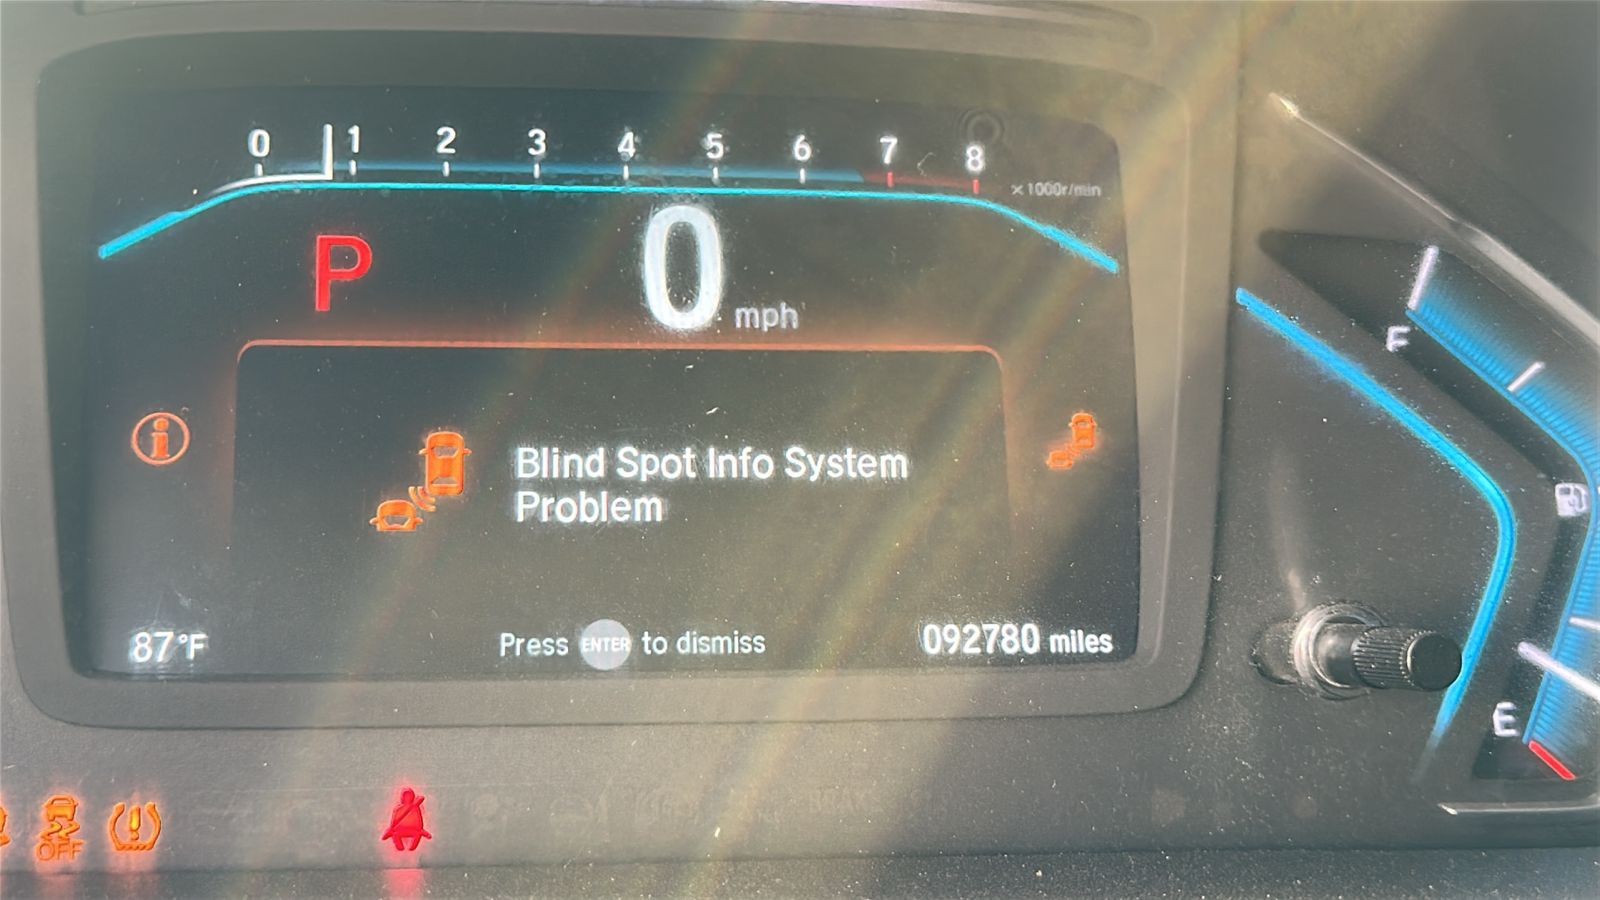 0 1 2 3 4 5 6 7 8
×1000r/min
P
0 mph
F
Blind Spot Info System
Problem
87°F
Press ENTER to dismiss
092780 miles
E
OFF